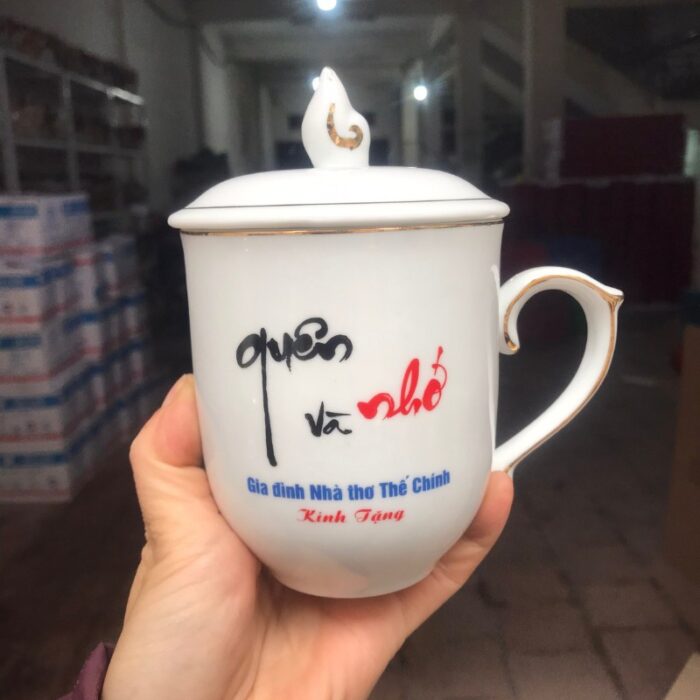 quên
và nhớ
Gia đình Nhà thơ Thế Chính
Kính Tặng